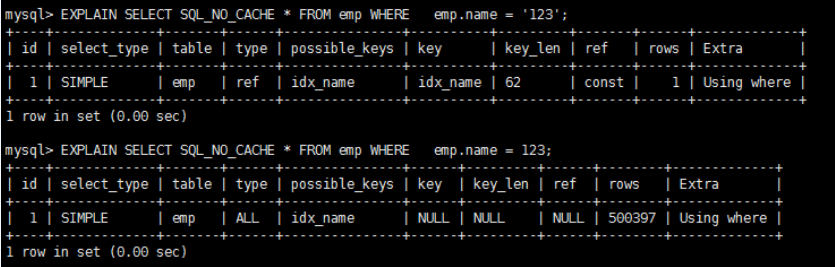 mysql> EXPLAIN SELECT SQL_NO_CACHE * FROM emp WHERE   emp.name = '123';
+----+-------------+-------+------+---------------+----------+---------+-------+------+-------------+
| id | select_type | table | type | possible_keys | key      | key_len | ref   | rows | Extra       |
+----+-------------+-------+------+---------------+----------+---------+-------+------+-------------+
|  1 | SIMPLE      | emp   | ref  | idx_name      | idx_name | 62      | const |    1 | Using where |
+----+-------------+-------+------+---------------+----------+---------+-------+------+-------------+
1 row in set (0.00 sec)
mysql> EXPLAIN SELECT SQL_NO_CACHE * FROM emp WHERE   emp.name = 123;
+----+-------------+-------+------+---------------+------+---------+------+--------+-------------+
| id | select_type | table | type | possible_keys | key  | key_len | ref  | rows   | Extra       |
+----+-------------+-------+------+---------------+------+---------+------+--------+-------------+
|  1 | SIMPLE      | emp   | ALL  | idx_name      | NULL | NULL    | NULL | 500397 | Using where |
+----+-------------+-------+------+---------------+------+---------+------+--------+-------------+
1 row in set (0.00 sec)